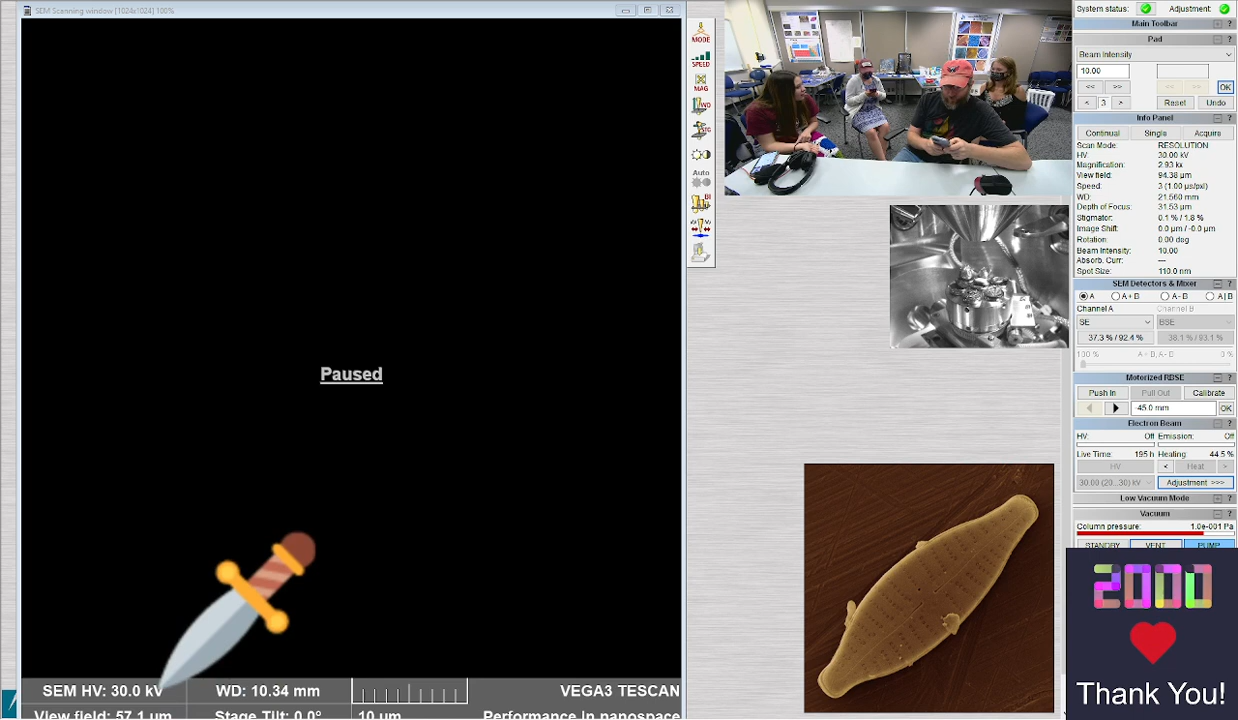 SEM Scanning window [1024x1024] 100%
Paused
SEM HV: 30.0 kV
WD: 10.34 mm
VEGA3 TESCAN
View field: 57.1 µm
Stage Tilt: 0.0°
10 µm
Performance in nanospace
MODE
SPEED
MAG
WD
STG
Auto
System status:
Adjustment:
Main Toolbar
Pad
Beam Intensity
10.00
<< >>
<< >>
OK
< 3 >
Reset
Undo
Info Panel
Continual Single Acquire
Scan Mode: RESOLUTION
HV: 30.00 kV
Magnification: 2.93 kx
View field: 94.38 µm
Speed: 3 (1.00 µs/pxl)
WD: 21.560 mm
Depth of Focus: 31.53 µm
Stigmator: 0.1 % / 1.8 %
Image Shift: 0.0 µm / -0.0 µm
Rotation: 0.00 deg
Beam Intensity: 10.00
Absorb. Curr: ---
Spot Size: 110.0 nm
SEM Detectors & Mixer
A A+B A-B A|B
Channel A Channel B
SE BSE
37.3 % / 92.4 % 38.1 % / 93.1 %
100 % A+B, A-B 0 %
Motorized RBSE
Push In Pull Out Calibrate
-45.0 mm OK
Electron Beam
HV: Off Emission: Off
Live Time: 195 h Heating: 44.5 %
HV < Heat >
30.00 (20...30) kV Adjustment >>>
Low Vacuum Mode
Vacuum
Column pressure: 1.0e-001 Pa
STANDBY VENT PUMP
2000
Thank You!